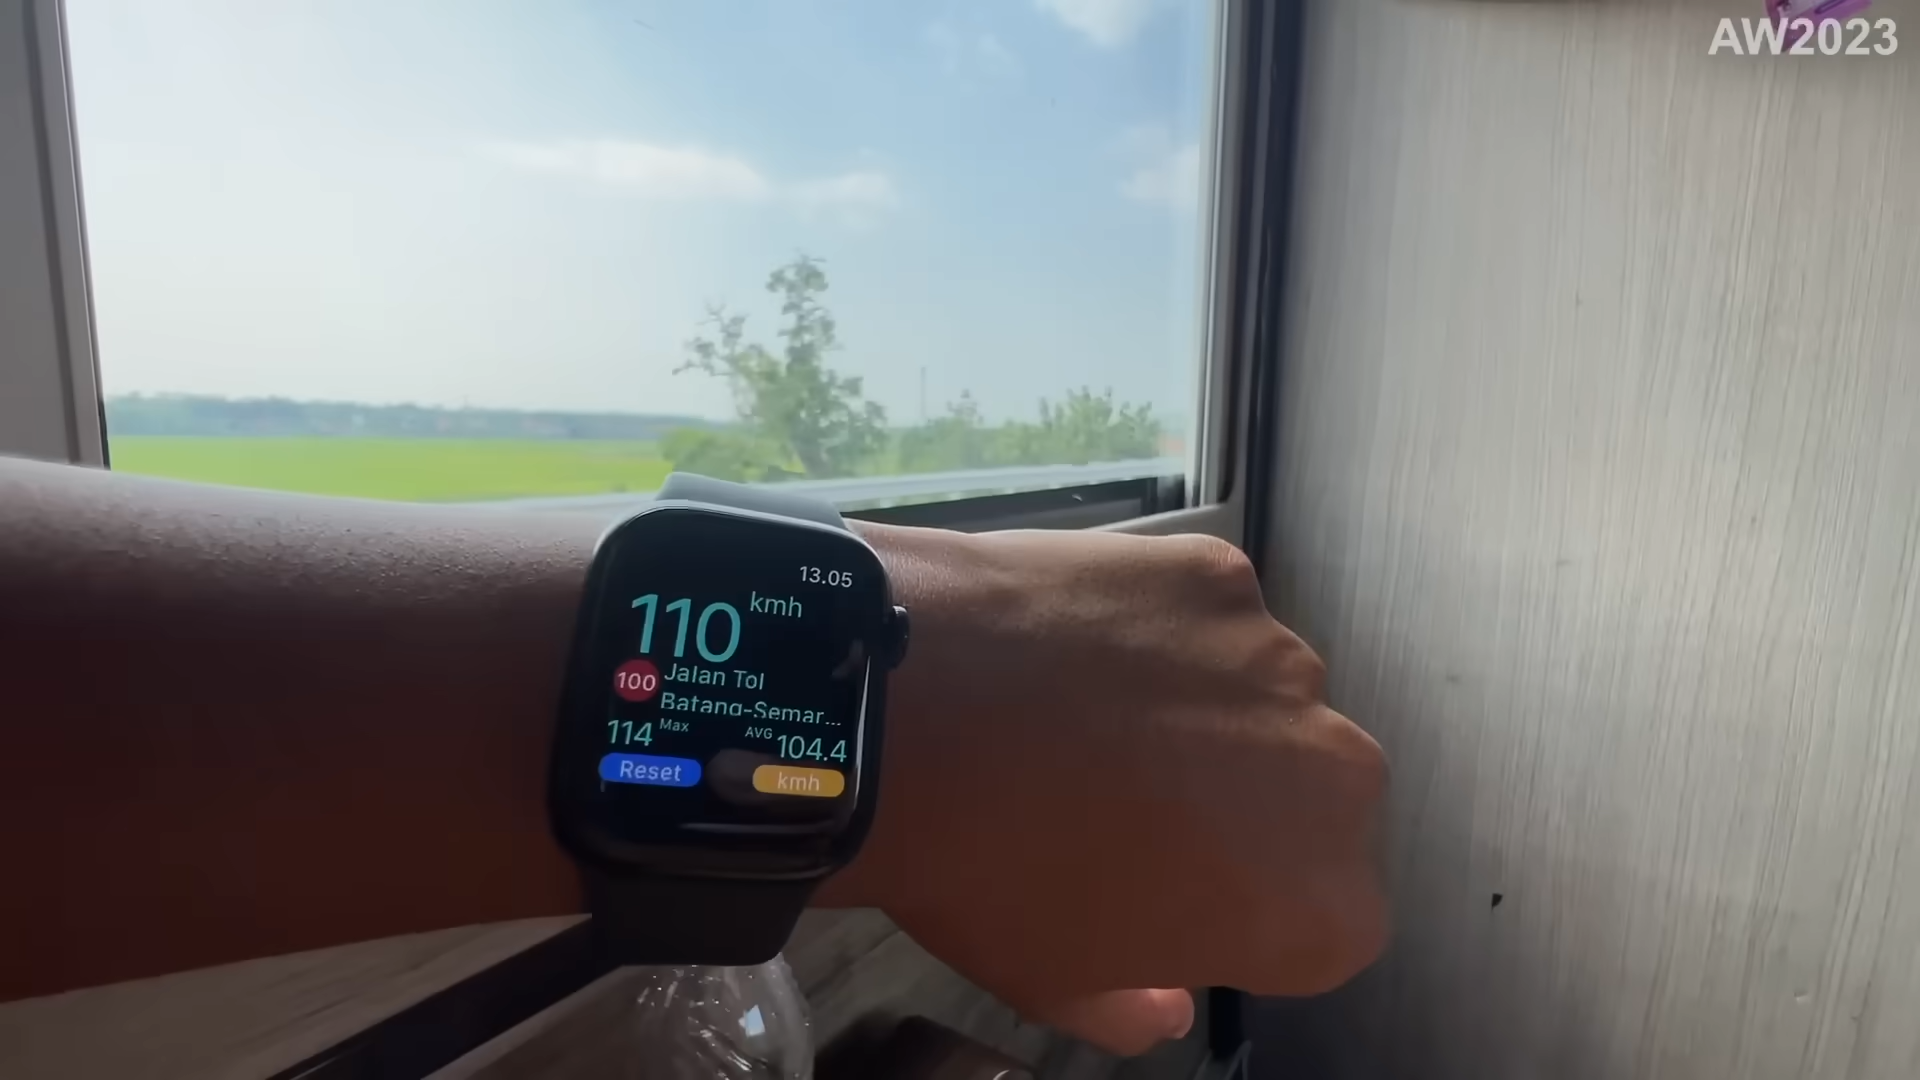 AW2023
13.05
110 kmh
100 Jalan Tol
Batang-Semar...
114 Max AVG 104.4
Reset kmh